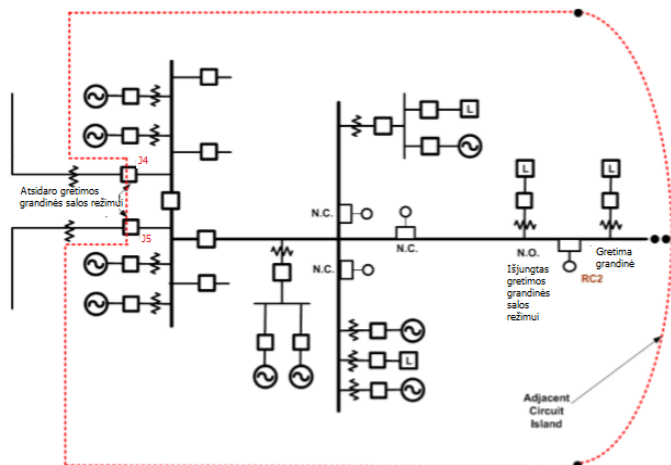 L
J4
L
L
Atsidaro gretimos
grandinės salos režimui
N.C.
J5
N.C.
N.C.
N.O.
Gretima
grandinė
Išjungtas
gretimos
grandinės
salos
režimui
RC2
L
Adjacent
Circuit
Island